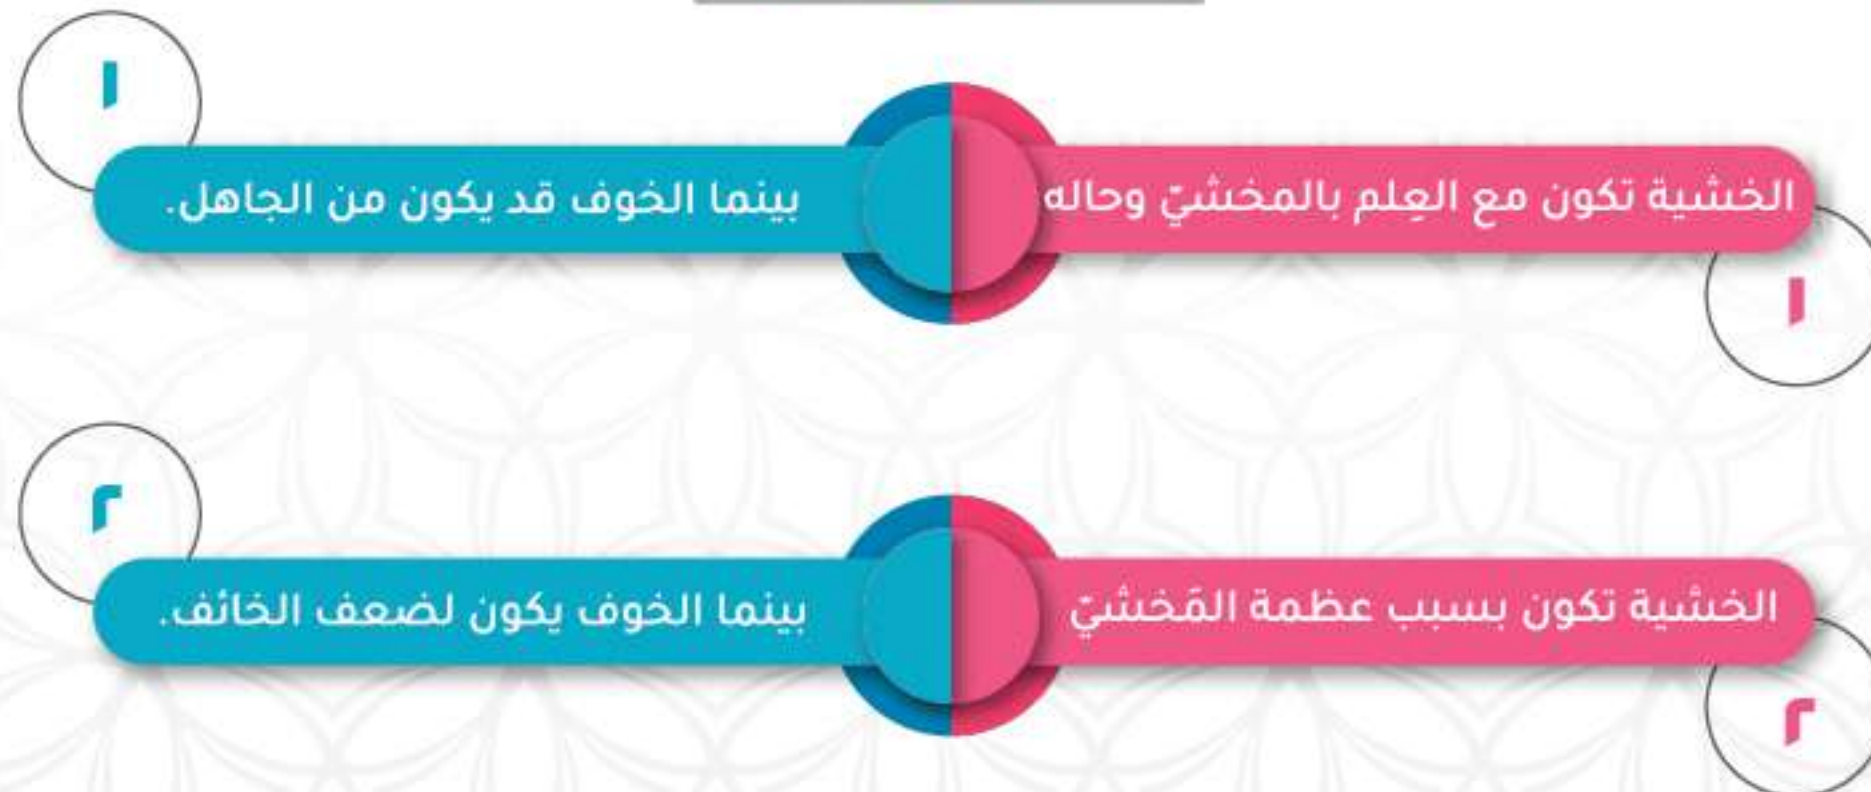 ١
الخشية تكون مع العِلم بالمخشيّ وحاله
بينما الخوف قد يكون من الجاهل.
١
٢
الخشية تكون بسبب عظمة المَخشيّ
بينما الخوف يكون لضعف الخائف.
٢